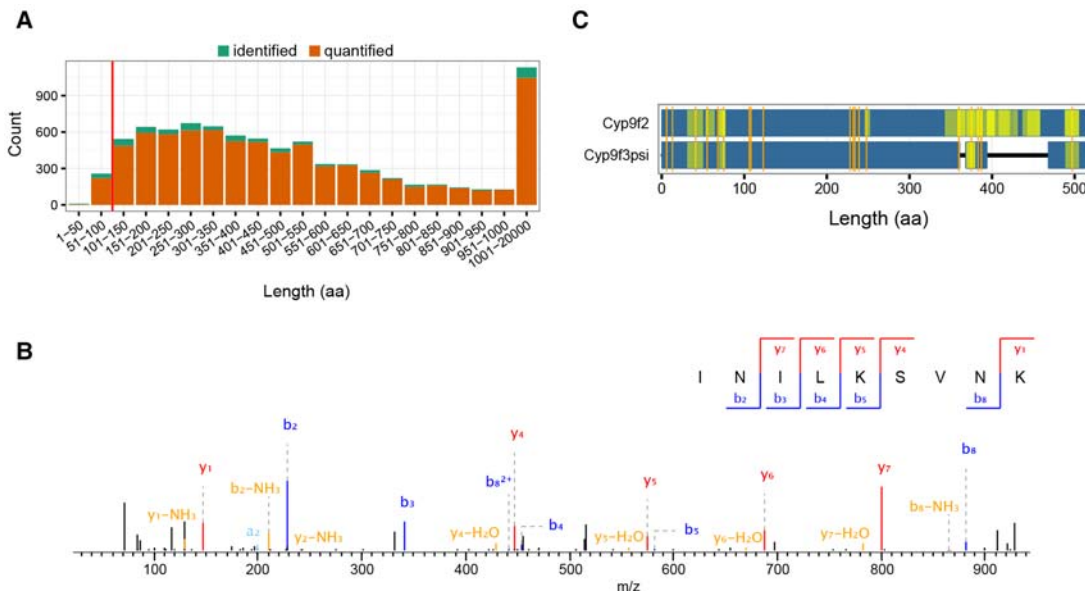 A
identified quantified
Count
900
600
300
0
1−50
51−100
101−150
151−200
201−250
251−300
301−350
351−400
401−450
451−500
501−550
551−600
601−650
651−700
701−750
751−800
801−850
851−900
901−950
951−1000
1001−20000
Length (aa)
C
Cyp9f2
Cyp9f3psi
0 100 200 300 400 500
Length (aa)
B
y₇ y₆ y₅ y₄ y₃
I N I L K S V N K
b₂ b₃ b₄ b₅ b₈
y₁−NH₃
y₁
b₂−NH₃
a₂
b₂
y₂−NH₃
b₃
y₄−H₂O
b₈²⁺
y₄
b₄
y₅−H₂O
y₅
b₅
y₆−H₂O
y₆
y₇−H₂O
y₇
b₈−NH₃
b₈
100 200 300 400 500 600 700 800 900
m/z